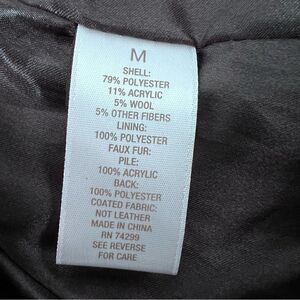 M
SHELL:
79% POLYESTER
11% ACRYLIC
5% WOOL
5% OTHER FIBERS
LINING:
100% POLYESTER
FAUX FUR:
PILE:
100% ACRYLIC
BACK:
100% POLYESTER
COATED FABRIC:
NOT LEATHER
MADE IN CHINA
RN 74299
SEE REVERSE
FOR CARE